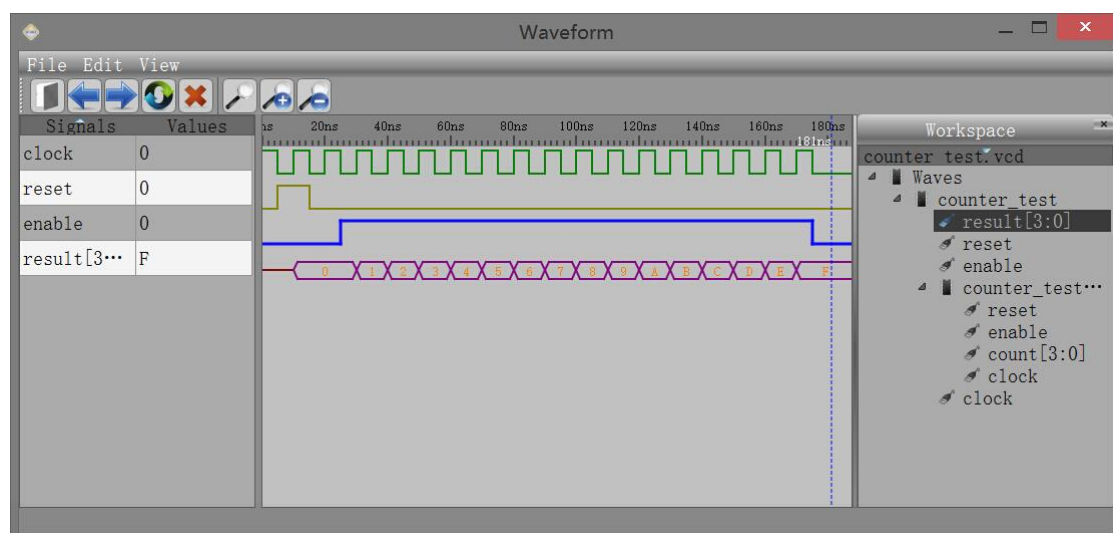 Waveform
File Edit View
Signals Values
ns 20ns 40ns 60ns 80ns 100ns 120ns 140ns 160ns 180ns
181ns
clock 0
reset 0
enable 0
result[3··· F
0 1 2 3 4 5 6 7 8 9 A B C D E F
Workspace
counter_test.vcd
Waves
counter_test
result[3:0]
reset
enable
counter_test···
reset
enable
count[3:0]
clock
clock